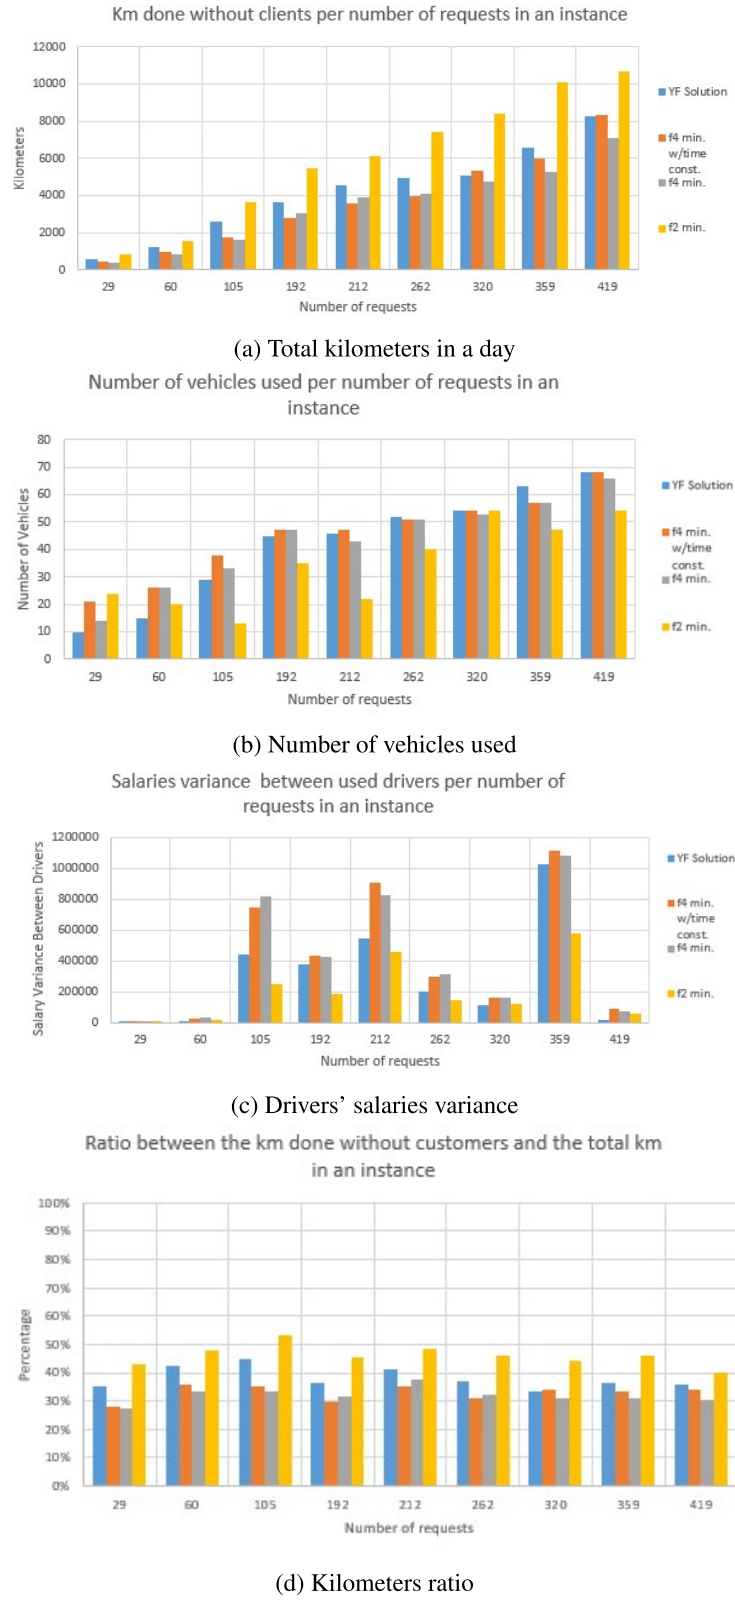 Km done without clients per number of requests in an instance
12000
10000
8000
6000
4000
2000
0
Kilometers
29 60 105 192 212 262 320 359 419
Number of requests
YF Solution
f4 min.
w/time
const.
f4 min.
f2 min.
(a) Total kilometers in a day
Number of vehicles used per number of requests in an
instance
80
70
60
50
40
30
20
10
0
Number of Vehicles
29 60 105 192 212 262 320 359 419
Number of requests
YF Solution
f4 min.
w/time
const.
f4 min.
f2 min.
(b) Number of vehicles used
Salaries variance between used drivers per number of
requests in an instance
1200000
1000000
800000
600000
400000
200000
0
Salary Variance Between Drivers
29 60 105 192 212 262 320 359 419
Number of requests
YF Solution
f4 min.
w/time
const.
f4 min.
f2 min.
(c) Drivers' salaries variance
Ratio between the km done without customers and the total km
in an instance
100%
90%
80%
70%
60%
50%
40%
30%
20%
10%
0%
Percentage
29 60 105 192 212 262 320 359 419
Number of requests
(d) Kilometers ratio